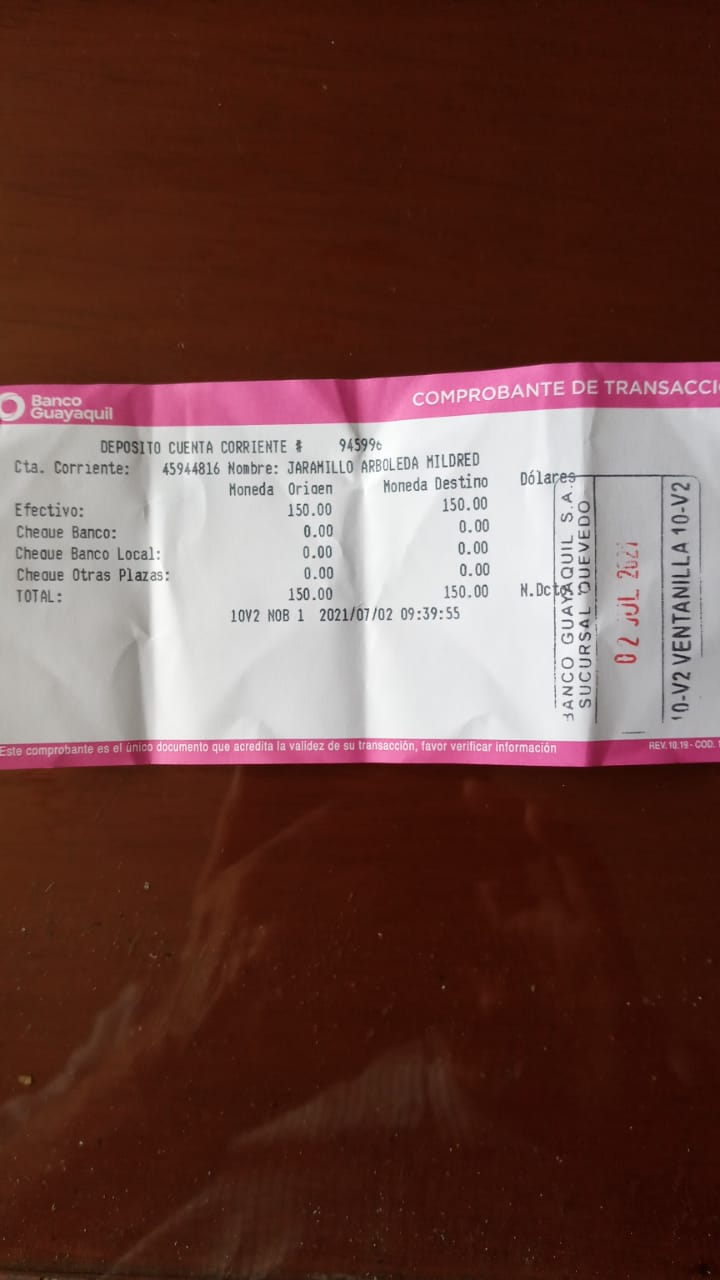 Banco
Guayaquil
COMPROBANTE DE TRANSACCI
DEPOSITO CUENTA CORRIENTE # 945996
Cta. Corriente: 45944816 Nombre: JARAMILLO ARBOLEDA MILDRED
Moneda Origen Moneda Destino Dólares
Efectivo: 150.00 150.00
Cheque Banco: 0.00 0.00
Cheque Banco Local: 0.00 0.00
Cheque Otras Plazas: 0.00 0.00
TOTAL: 150.00 150.00 N.Dcto
10V2 NOB 1 2021/07/02 09:39:55
BANCO GUAYAQUIL S.A.
SUCURSAL QUEVEDO
02 JUL 2021
10-V2 VENTANILLA 10-V2
Este comprobante es el único documento que acredita la validez de su transacción, favor verificar información
REV. 10.19 - COD.